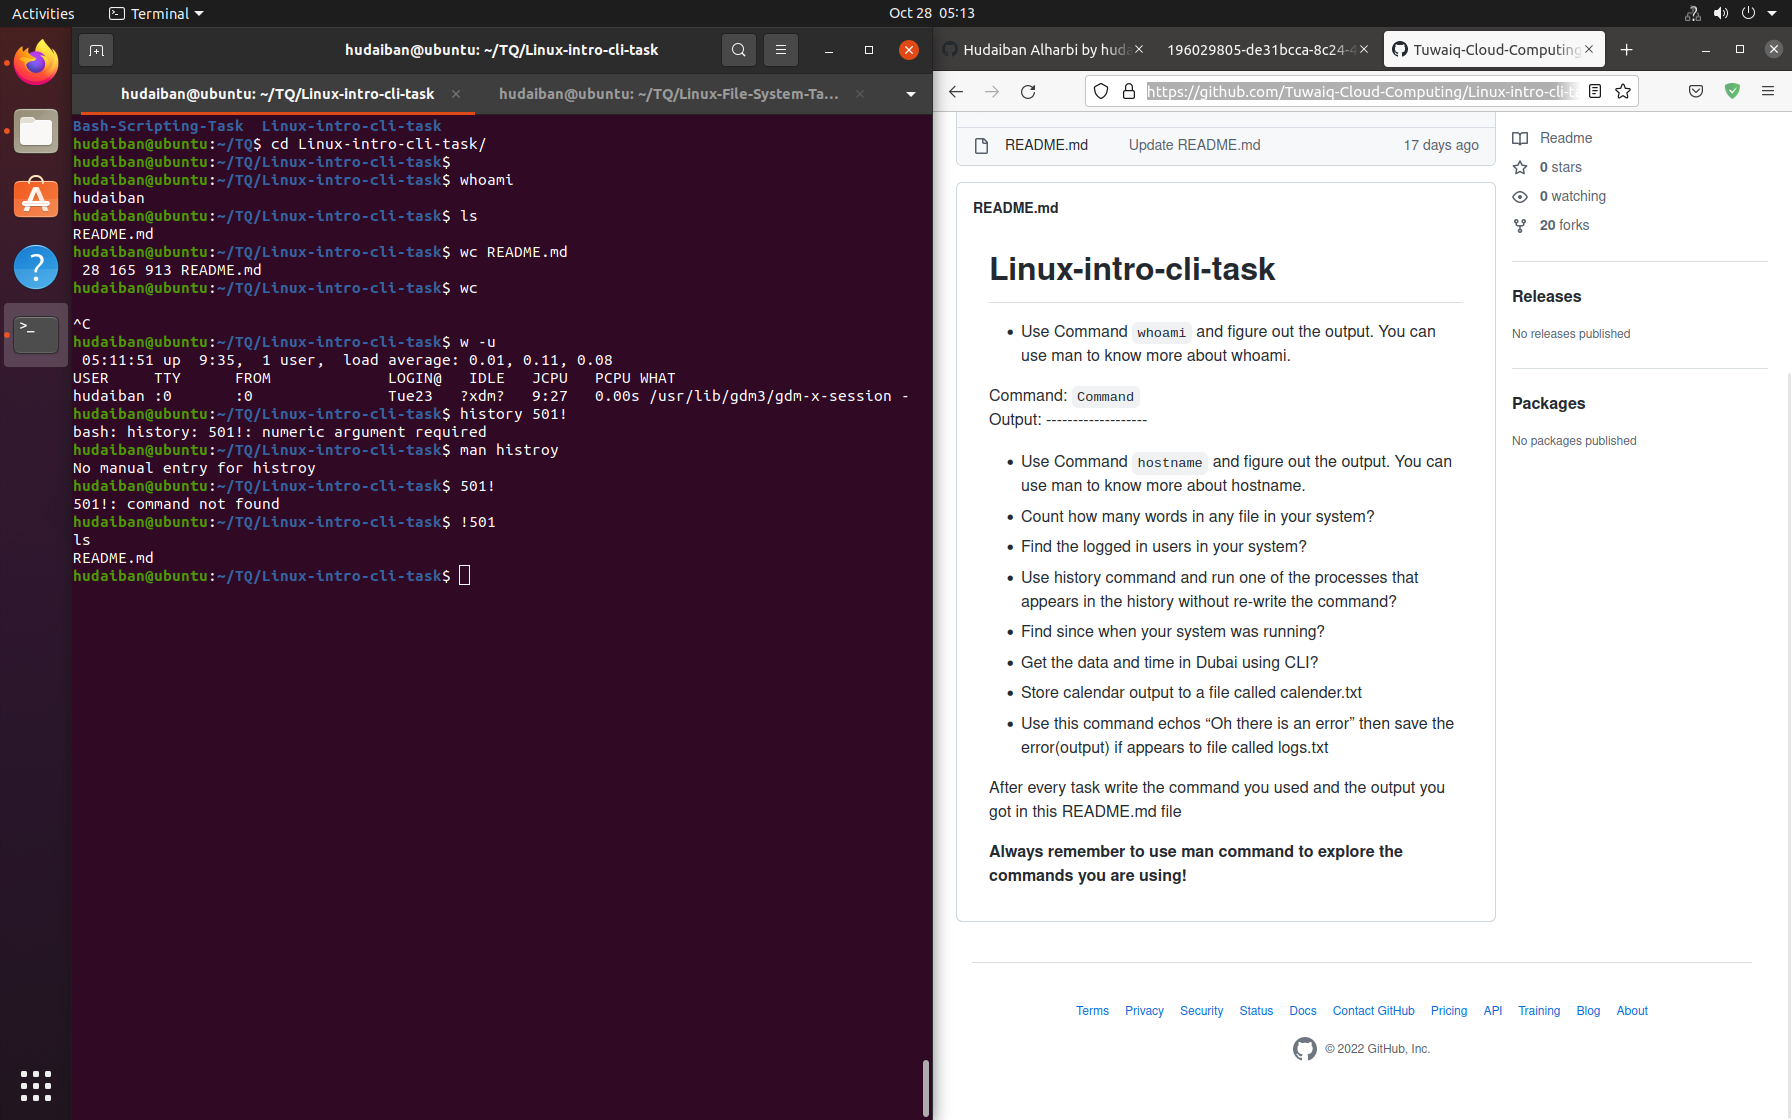 Activities
Terminal
Oct 28 05:13
hudaiban@ubuntu: ~/TQ/Linux-intro-cli-task
hudaiban@ubuntu: ~/TQ/Linux-intro-cli-task
hudaiban@ubuntu: ~/TQ/Linux-File-System-Ta...
Bash-Scripting-Task  Linux-intro-cli-task
hudaiban@ubuntu:~/TQ$ cd Linux-intro-cli-task/
hudaiban@ubuntu:~/TQ/Linux-intro-cli-task$
hudaiban@ubuntu:~/TQ/Linux-intro-cli-task$ whoami
hudaiban
hudaiban@ubuntu:~/TQ/Linux-intro-cli-task$ ls
README.md
hudaiban@ubuntu:~/TQ/Linux-intro-cli-task$ wc README.md
 28 165 913 README.md
hudaiban@ubuntu:~/TQ/Linux-intro-cli-task$ wc
^C
hudaiban@ubuntu:~/TQ/Linux-intro-cli-task$ w -u
 05:11:51 up  9:35,  1 user,  load average: 0.01, 0.11, 0.08
USER     TTY      FROM             LOGIN@   IDLE   JCPU   PCPU WHAT
hudaiban :0       :0               Tue23   ?xdm?   9:27   0.00s /usr/lib/gdm3/gdm-x-session -
hudaiban@ubuntu:~/TQ/Linux-intro-cli-task$ history 501!
bash: history: 501!: numeric argument required
hudaiban@ubuntu:~/TQ/Linux-intro-cli-task$ man histroy
No manual entry for histroy
hudaiban@ubuntu:~/TQ/Linux-intro-cli-task$ 501!
501!: command not found
hudaiban@ubuntu:~/TQ/Linux-intro-cli-task$ !501
ls
README.md
hudaiban@ubuntu:~/TQ/Linux-intro-cli-task$
Hudaiban Alharbi by huda
196029805-de31bcca-8c24-4
Tuwaiq-Cloud-Computing
https://github.com/Tuwaiq-Cloud-Computing/Linux-intro-cli-ta
README.md
Update README.md
17 days ago
README.md
Linux-intro-cli-task
• Use Command whoami and figure out the output. You can
use man to know more about whoami.
Command: Command
Output: -------------------
• Use Command hostname and figure out the output. You can
use man to know more about hostname.
• Count how many words in any file in your system?
• Find the logged in users in your system?
• Use history command and run one of the processes that
appears in the history without re-write the command?
• Find since when your system was running?
• Get the data and time in Dubai using CLI?
• Store calendar output to a file called calender.txt
• Use this command echos “Oh there is an error” then save the
error(output) if appears to file called logs.txt
After every task write the command you used and the output you
got in this README.md file
Always remember to use man command to explore the
commands you are using!
Readme
0 stars
0 watching
20 forks
Releases
No releases published
Packages
No packages published
Terms Privacy Security Status Docs Contact GitHub Pricing API Training Blog About
© 2022 GitHub, Inc.